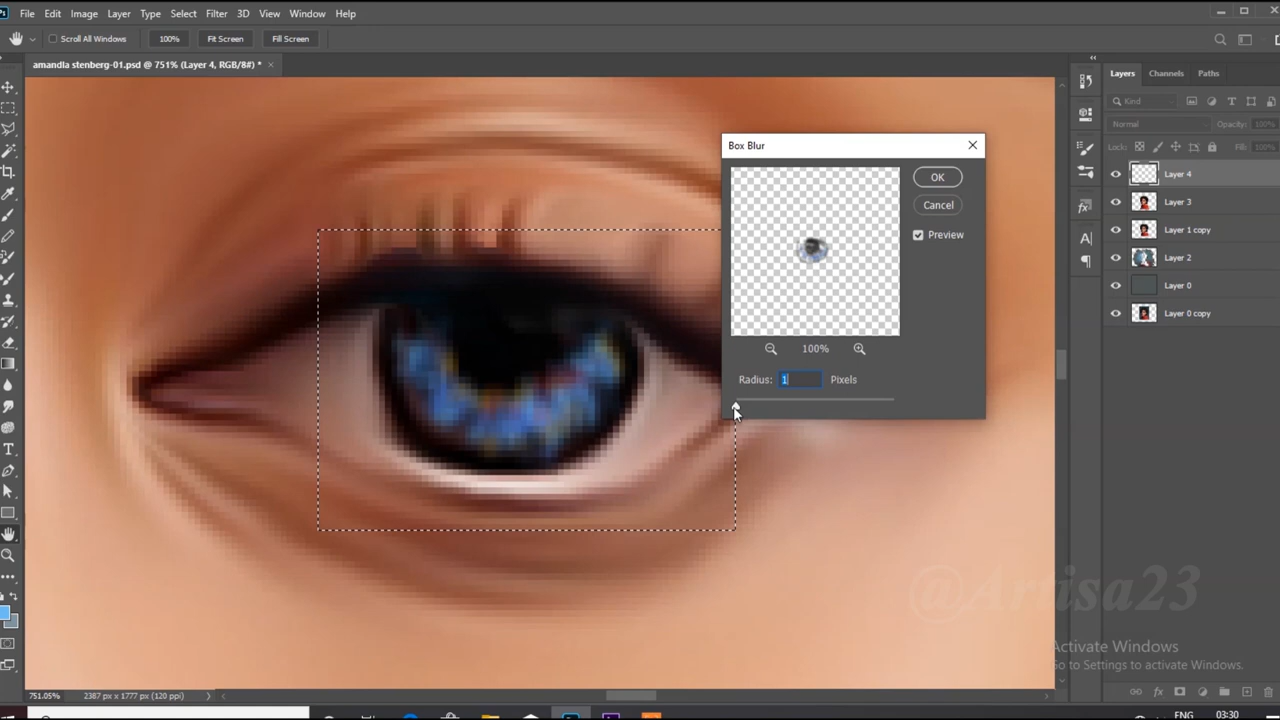 Ps File Edit Image Layer Type Select Filter 3D View Window Help
Scroll All Windows 100% Fit Screen Fill Screen
amandla stenberg-01.psd @ 751% (Layer 4, RGB/8#) * ×
Box Blur
OK
Cancel
Preview
100%
Radius: 1 Pixels
Layers Channels Paths
Kind
Normal Opacity: 100%
Lock: Fill: 100%
Layer 4
Layer 3
Layer 1 copy
Layer 2
Layer 0
Layer 0 copy
@Artisa23
Activate Windows
Go to Settings to activate Windows.
751.05% 2387 px x 1777 px (120 ppi)
ENG 03:30